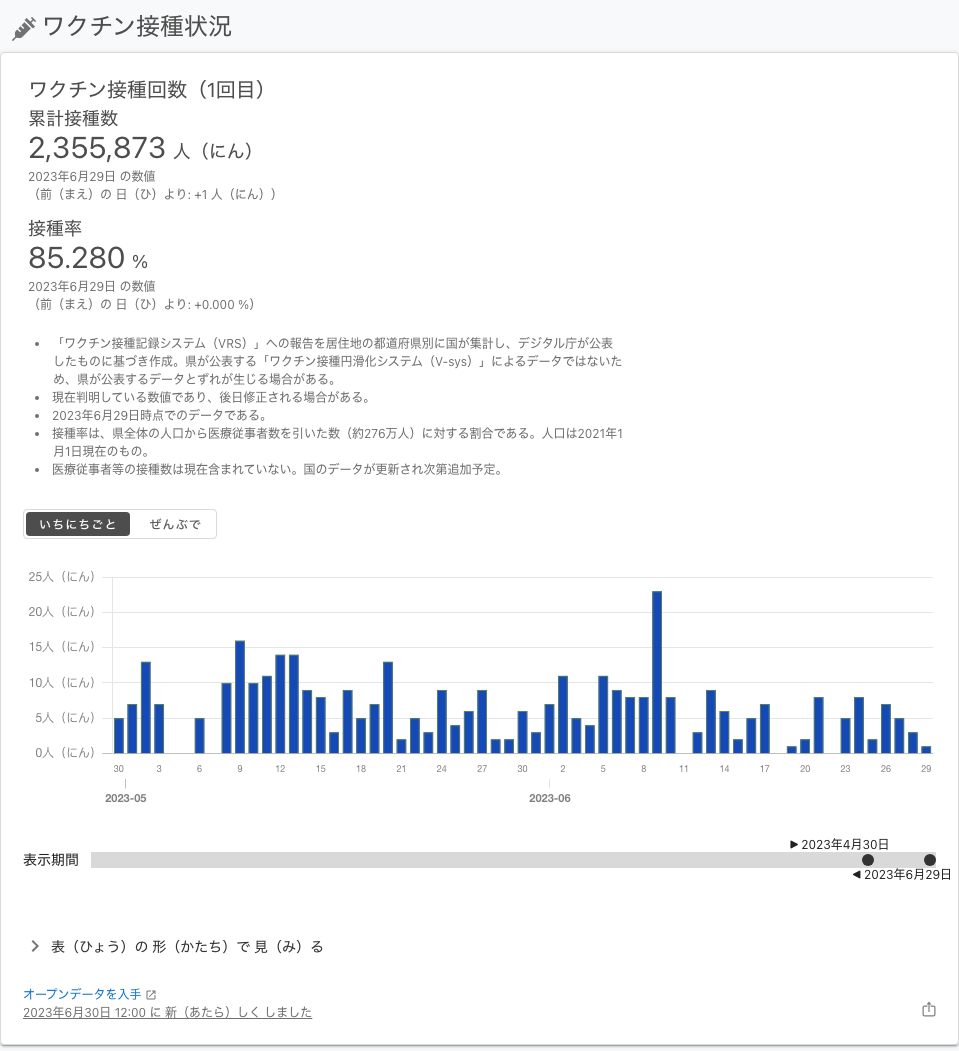 ワクチン接種状況
ワクチン接種回数（1回目）
累計接種数
2,355,873 人（にん）
2023年6月29日 の数値
（前（まえ）の 日（ひ）より: +1 人（にん））
接種率
85.280 %
2023年6月29日 の数値
（前（まえ）の 日（ひ）より: +0.000 %）
• 「ワクチン接種記録システム（VRS）」への報告を居住地の都道府県別に国が集計し、デジタル庁が公表
したものに基づき作成。県が公表する「ワクチン接種円滑化システム（V-sys）」によるデータではないた
め、県が公表するデータとずれが生じる場合がある。
• 現在判明している数値であり、後日修正される場合がある。
• 2023年6月29日時点でのデータである。
• 接種率は、県全体の人口から医療従事者数を引いた数（約276万人）に対する割合である。人口は2021年1
月1日現在のもの。
• 医療従事者等の接種数は現在含まれていない。国のデータが更新され次第追加予定。
いちにちごと ぜんぶで
25人（にん）
20人（にん）
15人（にん）
10人（にん）
5人（にん）
0人（にん）
30 3 6 9 12 15 18 21 24 27 30 2 5 8 11 14 17 20 23 26 29
2023-05 2023-06
▶ 2023年4月30日
表示期間
◀ 2023年6月29日
表（ひょう）の 形（かたち）で 見（み）る
オープンデータを入手
2023年6月30日 12:00 に 新（あたら）しく しました